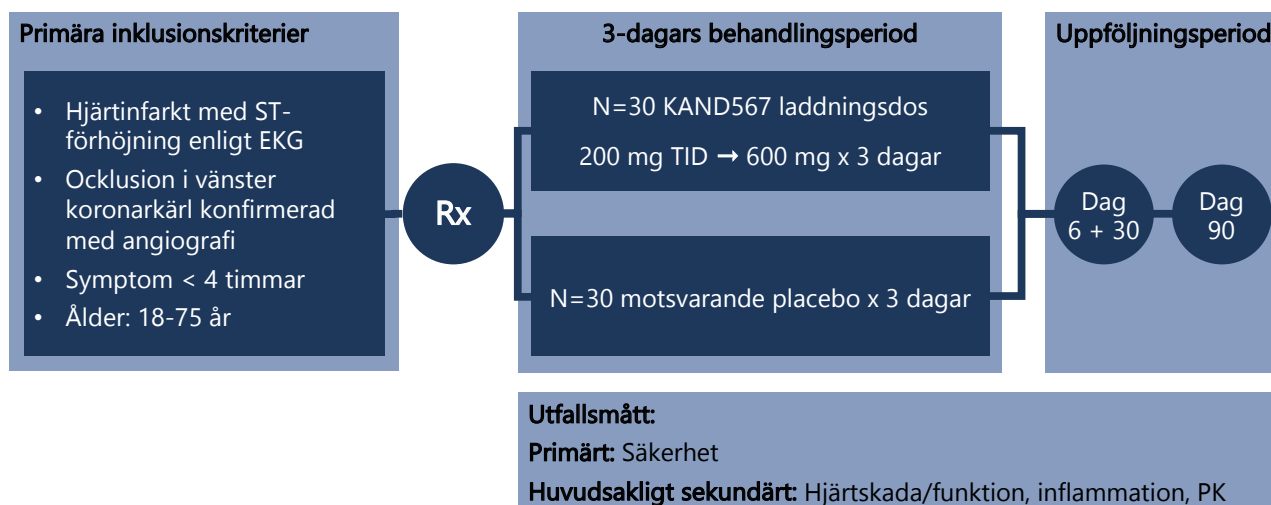 Primära inklusionskriterier
• Hjärtinfarkt med ST-
förhöjning enligt EKG
• Ocklusion i vänster
koronarkärl konfirmerad
med angiografi
• Symptom < 4 timmar
• Ålder: 18-75 år
Rx
3-dagars behandlingsperiod
N=30 KAND567 laddningsdos
200 mg TID → 600 mg x 3 dagar
N=30 motsvarande placebo x 3 dagar
Uppföljningsperiod
Dag
6 + 30
Dag
90
Utfallsmått:
Primärt: Säkerhet
Huvudsakligt sekundärt: Hjärtskada/funktion, inflammation, PK